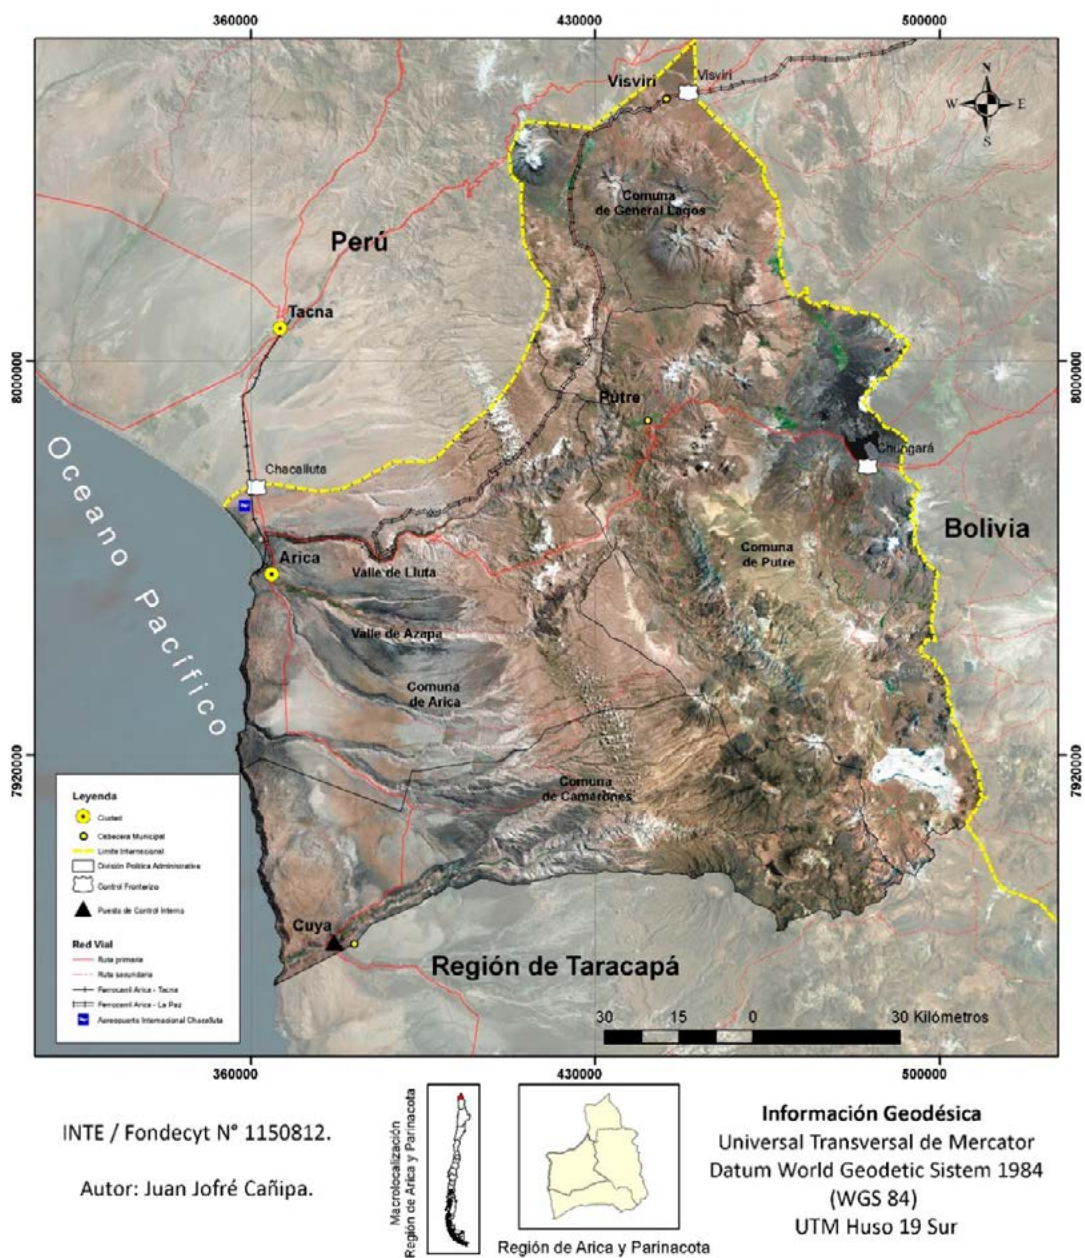 360000
430000
500000
Visviri
Visviri
N
W
E
S
Comuna
de General Lagos
Perú
Tacna
8000000
8000000
Putre
Chungará
Chacalluta
Oceano Pacífico
Arica
Bolivia
Comuna
de Putre
Valle de Lluta
Valle de Azapa
Comuna
de Arica
7920000
7920000
Comuna
de Camarones
Leyenda
Ciudad
Cabecera Municipal
Limite Internacional
División Política Administrativa
Control Fronterizo
Puesta de Control Interna
Red Vial
Ruta primaria
Ruta secundaria
Ferrocarril Arica - Tacna
Ferrocarril Arica - La Paz
Aereopuerto Internacional Chacalluta
Cuya
Región de Taracapá
30
15
0
30 Kilómetros
360000
430000
500000
INTE / Fondecyt N° 1150812.
Autor: Juan Jofré Cañipa.
Macrolocalización
Región de Arica y Parinacota
Región de Arica y Parinacota
Información Geodésica
Universal Transversal de Mercator
Datum World Geodetic Sistem 1984
(WGS 84)
UTM Huso 19 Sur